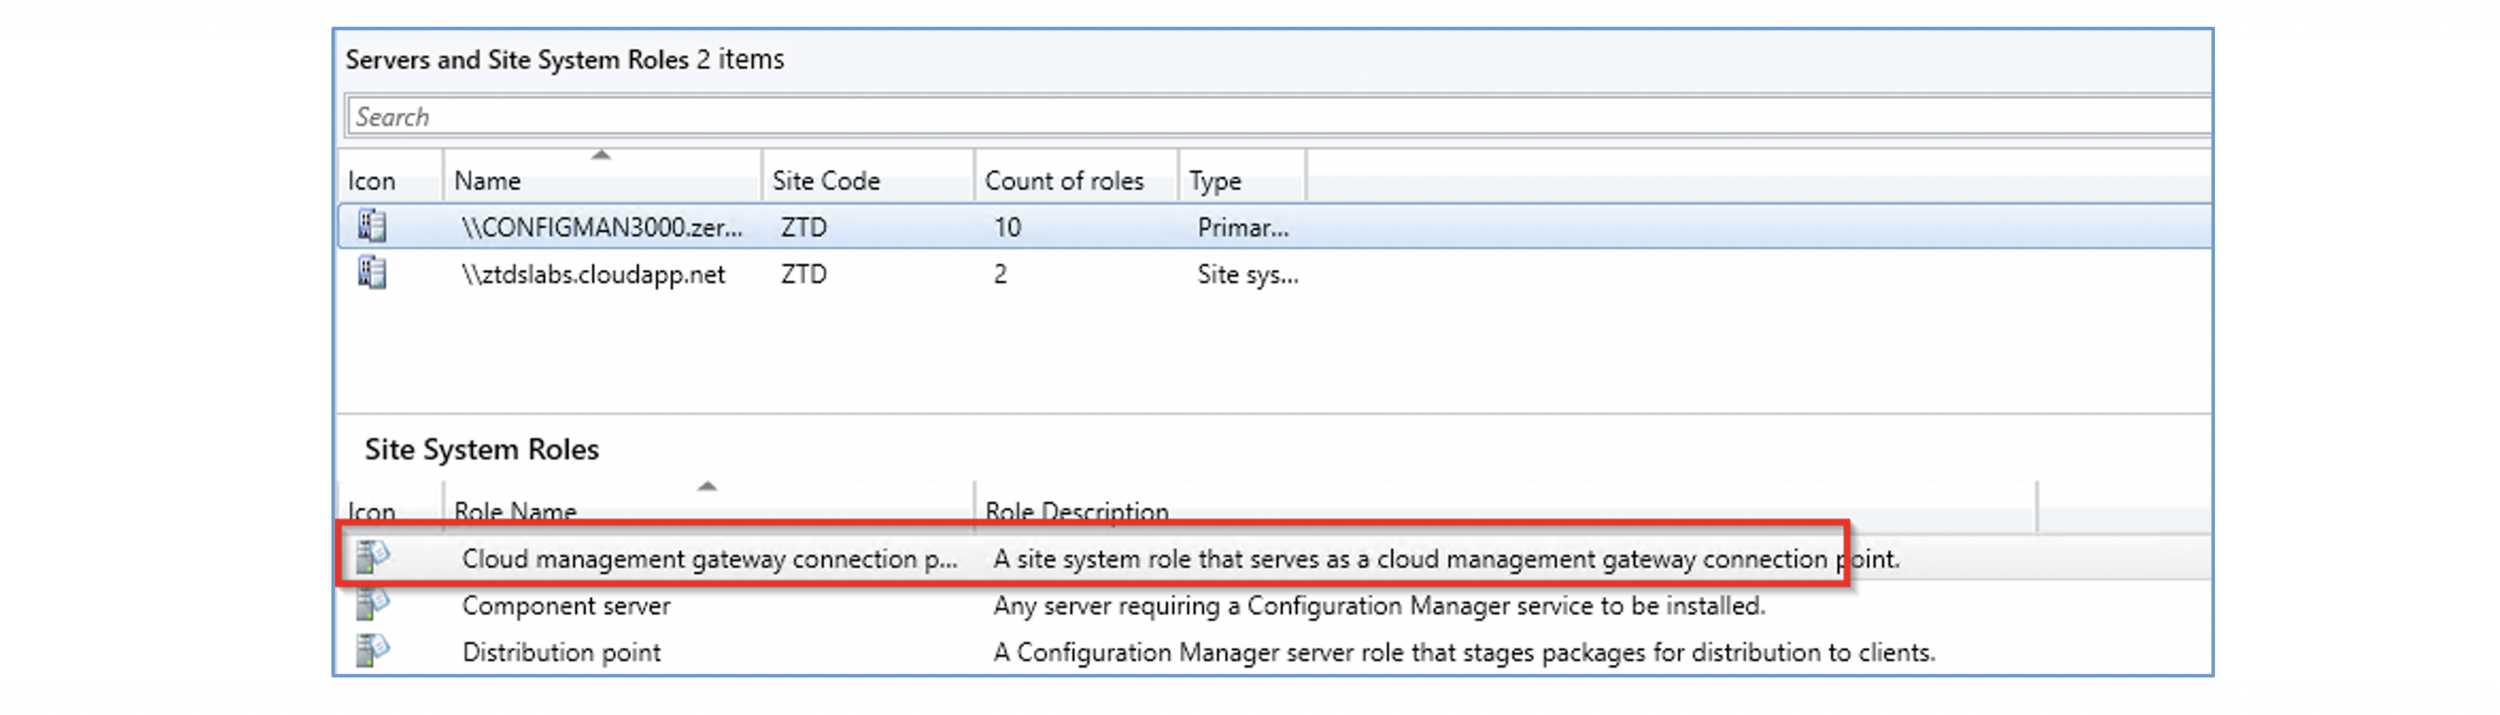 Servers and Site System Roles 2 items
Search
Icon Name Site Code Count of roles Type
\\CONFIGMAN3000.zer... ZTD 10 Primar...
\\ztdslabs.cloudapp.net ZTD 2 Site sys...
Site System Roles
Icon Role Name Role Description
Cloud management gateway connection p... A site system role that serves as a cloud management gateway connection point.
Component server Any server requiring a Configuration Manager service to be installed.
Distribution point A Configuration Manager server role that stages packages for distribution to clients.